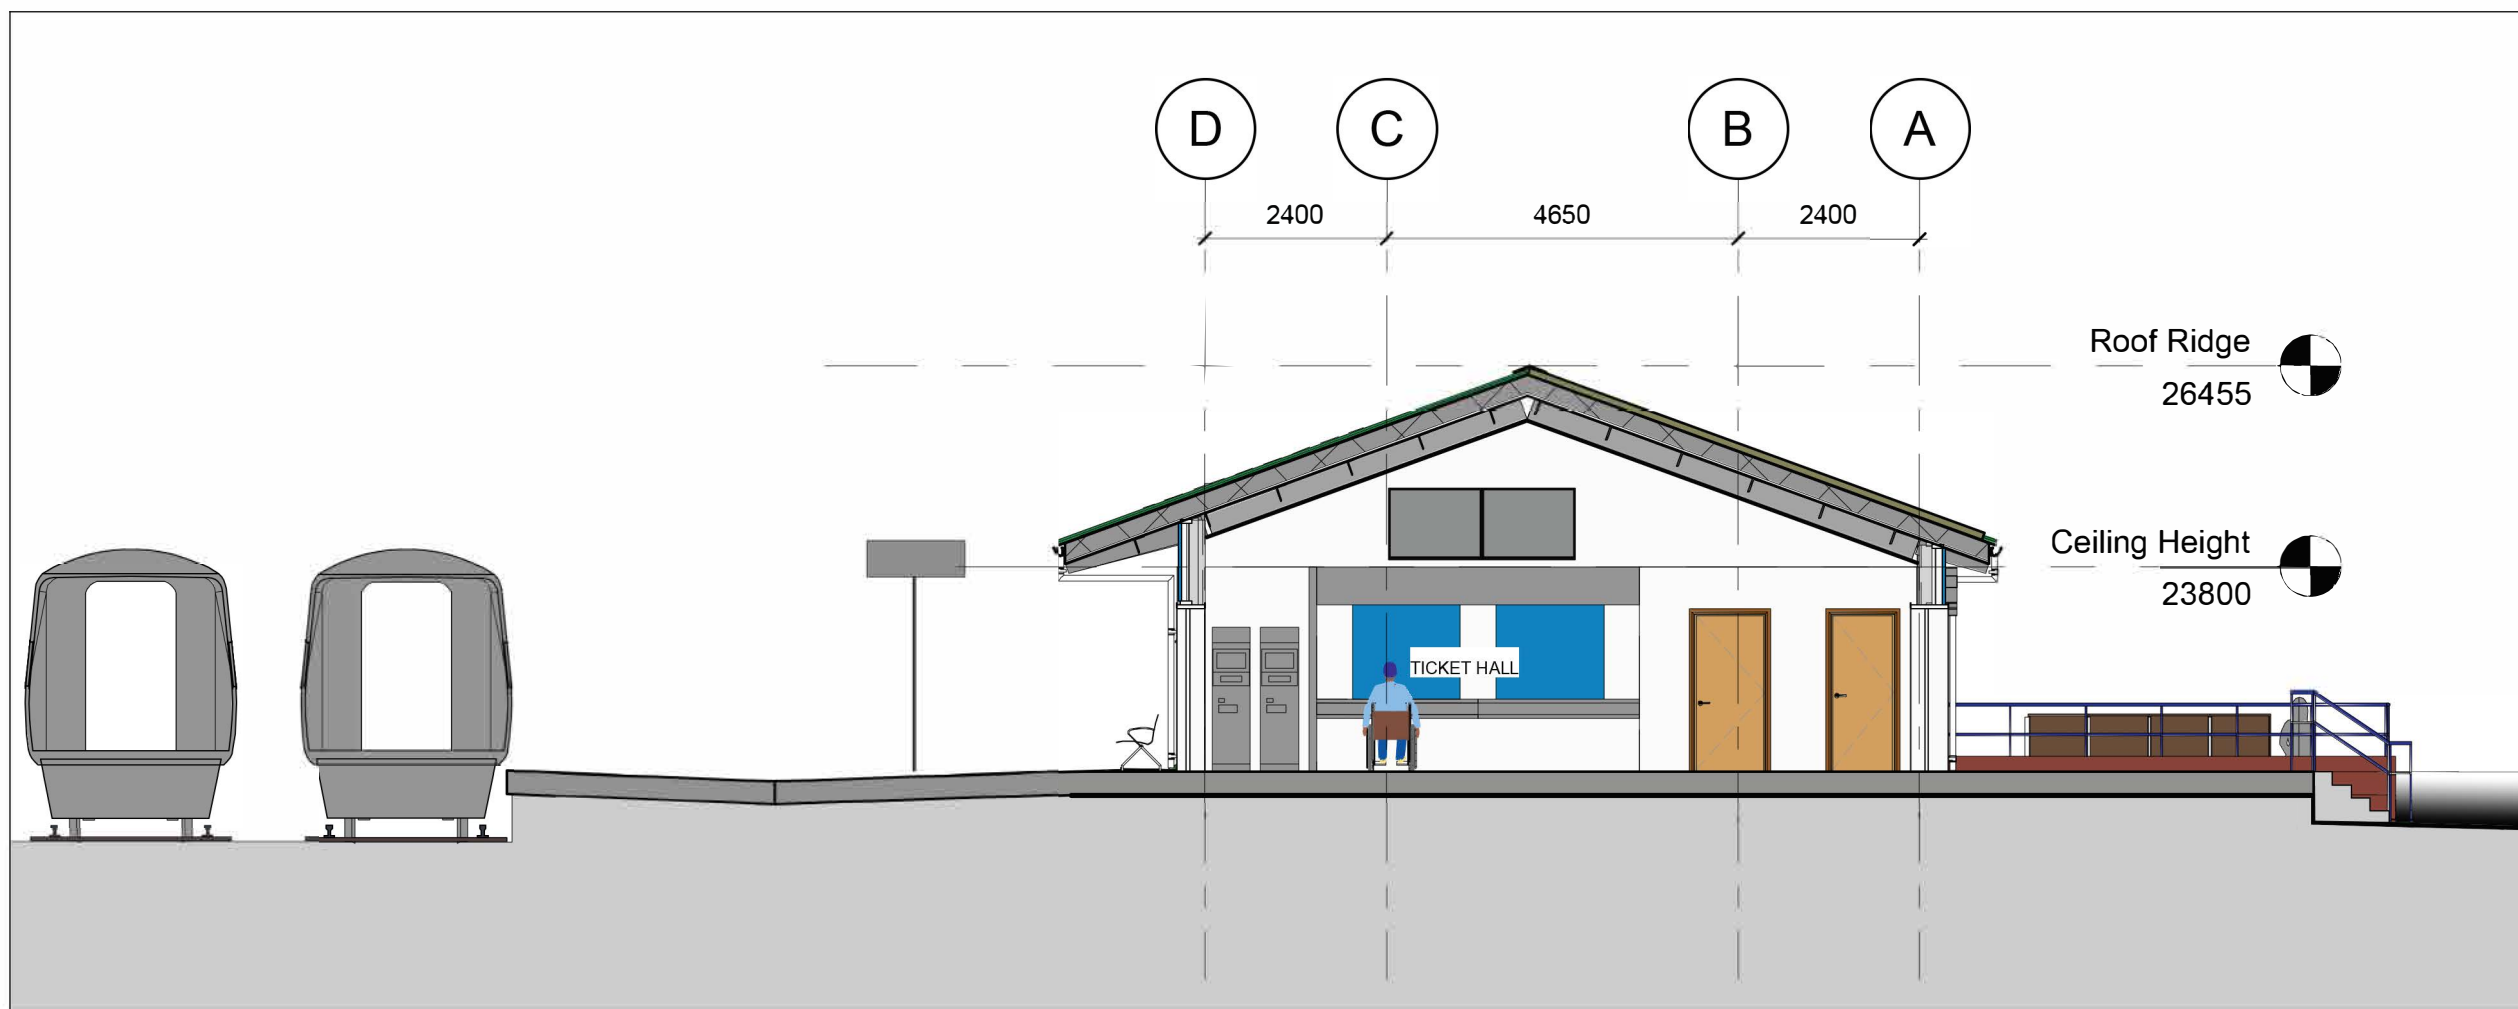 D C B A
2400 4650 2400
Roof Ridge
26455
Ceiling Height
23800
TICKET HALL